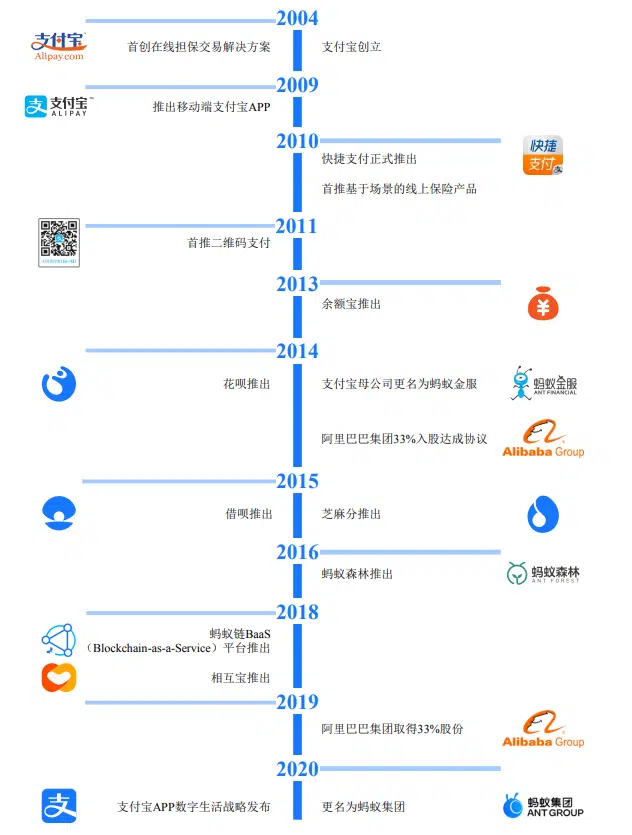 2004
支付宝
Alipay.com
首创在线担保交易解决方案
支付宝创立
2009
支付宝
ALIPAY
推出移动端支付宝APP
2010
快捷支付正式推出
快捷
支付
首推基于场景的线上保险产品
2011
首推二维码支付
2013
余额宝推出
2014
花呗推出
支付宝母公司更名为蚂蚁金服
蚂蚁金服
ANT FINANCIAL
阿里巴巴集团33%入股达成协议
Alibaba Group
2015
借呗推出
芝麻分推出
2016
蚂蚁森林推出
蚂蚁森林
ANT FOREST
2018
蚂蚁链BaaS
（Blockchain-as-a-Service）平台推出
相互宝推出
2019
阿里巴巴集团取得33%股份
Alibaba Group
2020
支
支付宝APP数字生活战略发布
更名为蚂蚁集团
蚂蚁集团
ANT GROUP